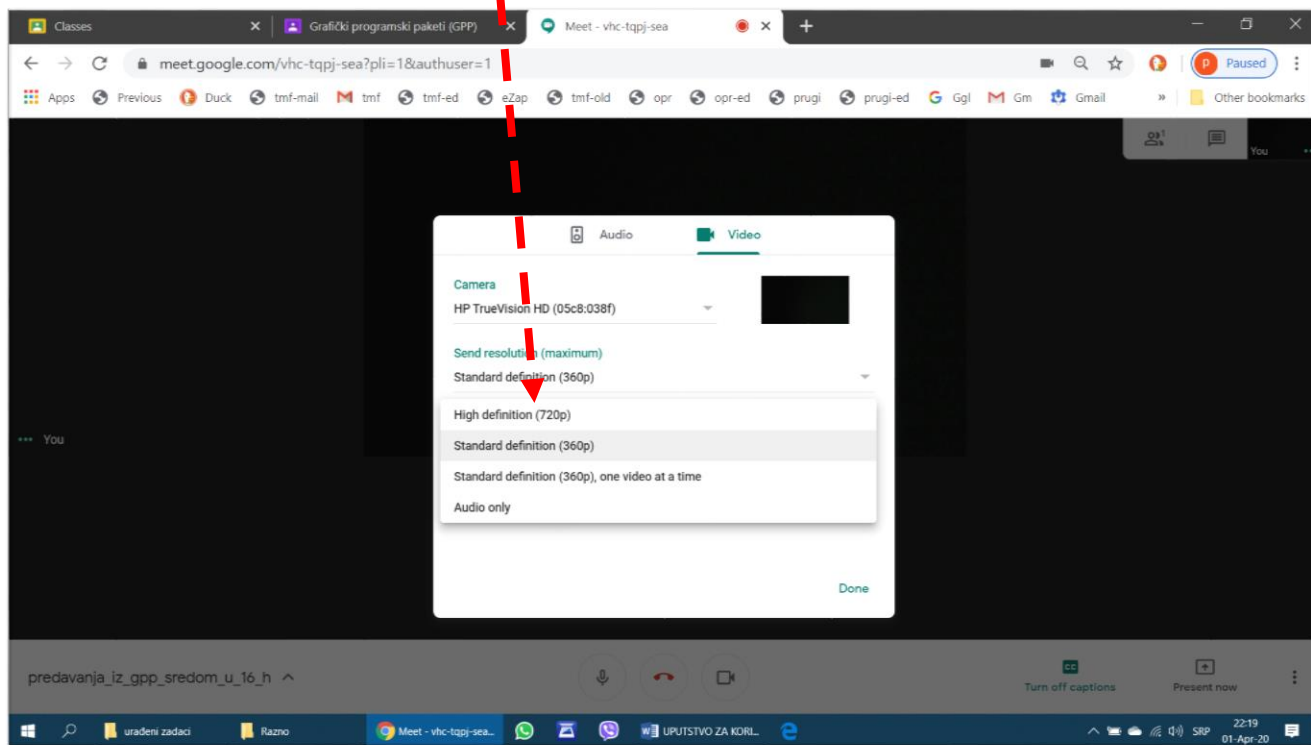 Classes
Grafički programski paketi (GPP)
Meet - vhc-tqpj-sea
meet.google.com/vhc-tqpj-sea?pli=1&authuser=1
P Paused
Apps Previous Duck tmf-mail tmf tmf-ed eZap tmf-old opr opr-ed prugi prugi-ed Ggl Gm Gmail » Other bookmarks
1
You
Audio Video
Camera
HP TrueVision HD (05c8:038f)
Send resolution (maximum)
Standard definition (360p)
High definition (720p)
Standard definition (360p)
Standard definition (360p), one video at a time
Audio only
You
Done
predavanja_iz_gpp_sredom_u_16_h
CC
Turn off captions
Present now
urađeni zadaci
Razno
Meet - vhc-tqpj-sea...
UPUTSTVO ZA KORI...
SRP
22:19
01-Apr-20